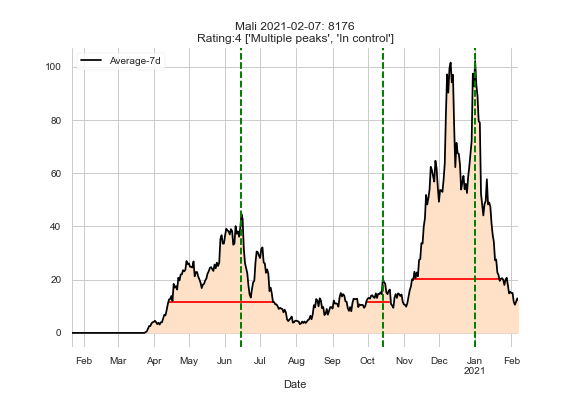 Mali 2021-02-07: 8176
Rating:4 ['Multiple peaks', 'In control']
Average-7d
100
80
60
40
20
0
Feb Mar Apr May Jun Jul Aug Sep Oct Nov Dec Jan Feb
2021
Date